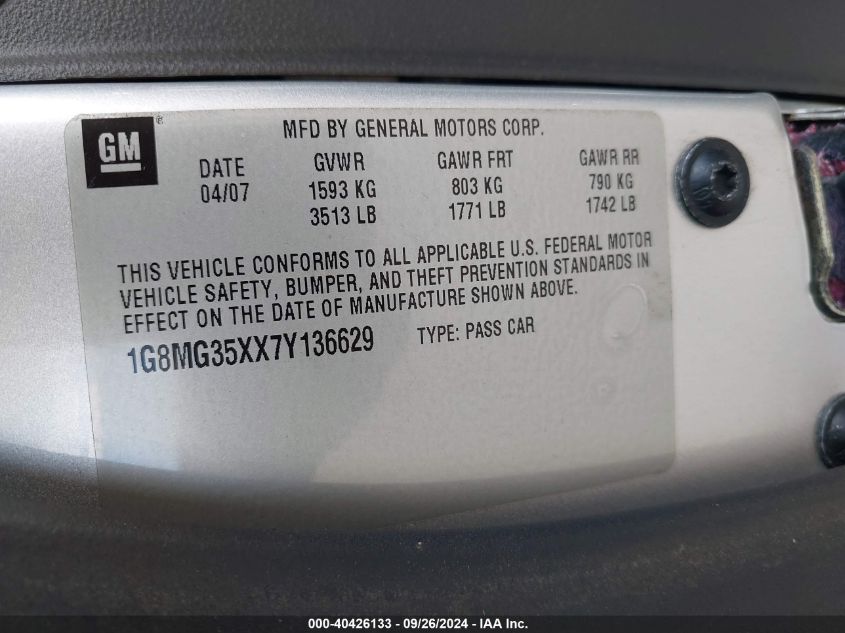 GM®
MFD BY GENERAL MOTORS CORP.
DATE GVWR GAWR FRT GAWR RR
04/07 1593 KG 803 KG 790 KG
3513 LB 1771 LB 1742 LB
THIS VEHICLE CONFORMS TO ALL APPLICABLE U.S. FEDERAL MOTOR
VEHICLE SAFETY, BUMPER, AND THEFT PREVENTION STANDARDS IN
EFFECT ON THE DATE OF MANUFACTURE SHOWN ABOVE.
1G8MG35XX7Y136629 TYPE: PASS CAR
000-40426133 - 09/26/2024 - IAA Inc.